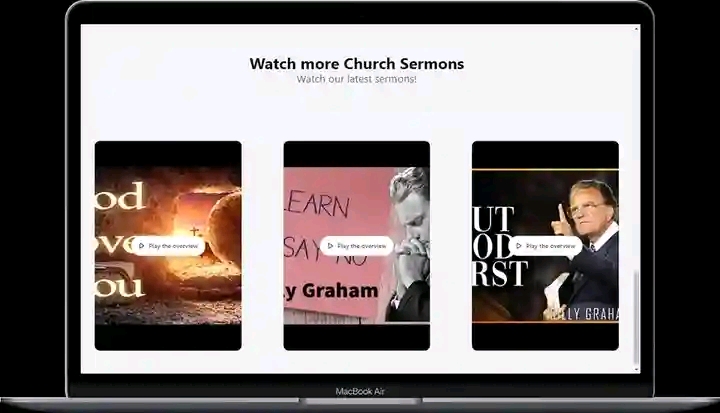 Watch more Church Sermons
Watch our latest sermons!
od
ove
ou
Play the overview
LEARN
SAY NO
Play the overview
y Graham
UT
OD
RST
Play the overview
LLY GRAHA
MacBook Air